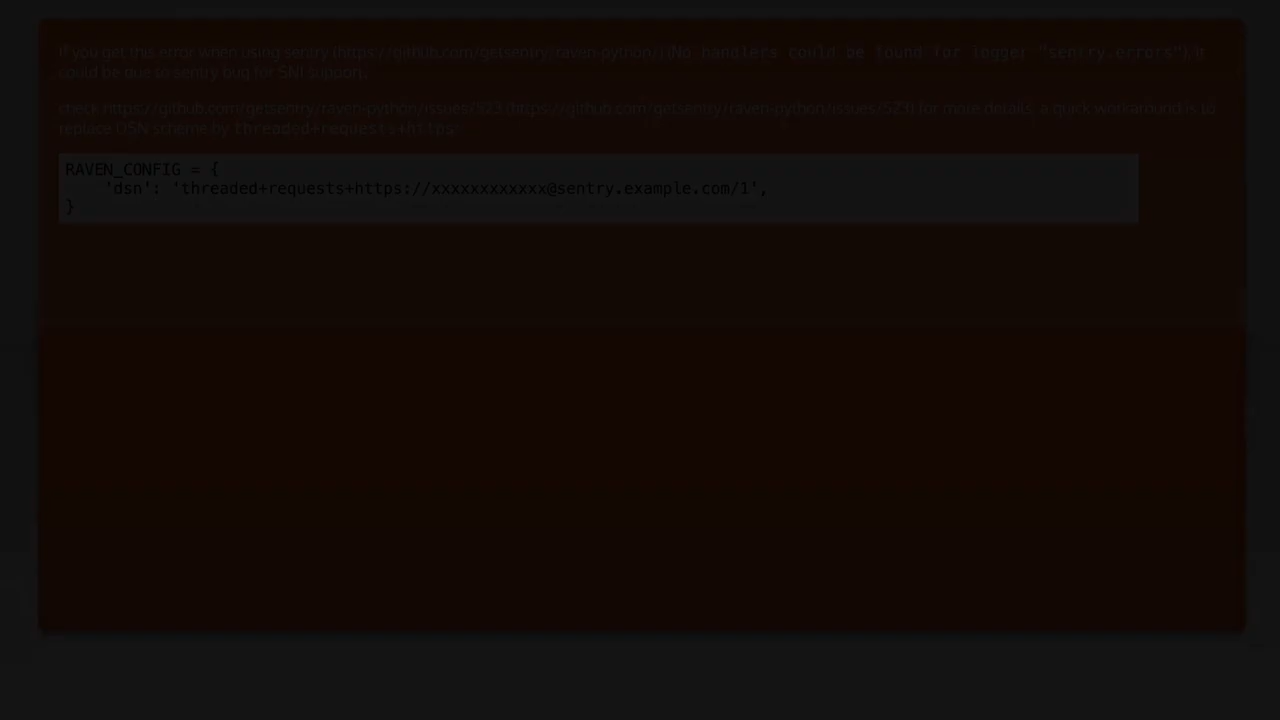 If you get this error when using sentry (https://github.com/getsentry/raven-python/) (No handlers could be found for logger "sentry.errors") it
could be due to sentry bug for SNI support.
check https://github.com/getsentry/raven-python/issues/523 (https://github.com/getsentry/raven-python/issues/523) for more details, a quick workaround is to
replace DSN scheme by threaded+requests+https
RAVEN_CONFIG = {
    'dsn': 'threaded+requests+https://xxxxxxxxxxxx@sentry.example.com/1',
}